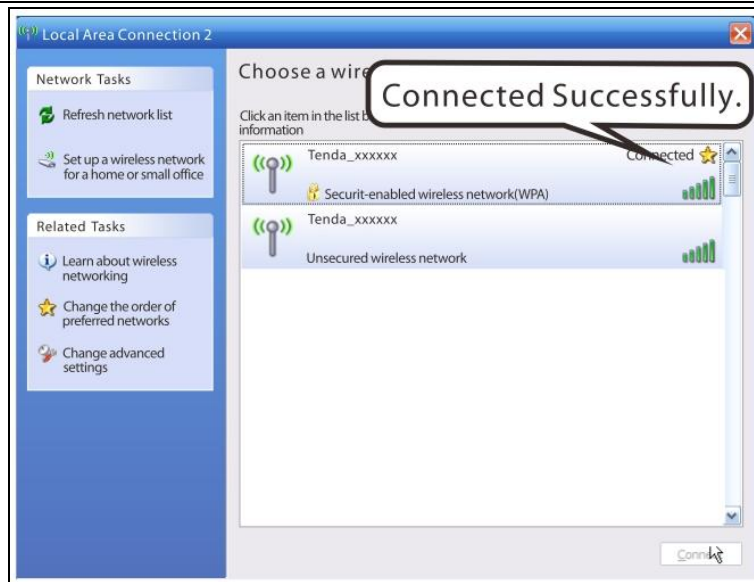 Local Area Connection 2
Network Tasks
Refresh network list
Set up a wireless network
for a home or small office
Related Tasks
Learn about wireless
networking
Change the order of
preferred networks
Change advanced
settings
Choose a wire
Connected Successfully.
Click an item in the list b
information
Tenda_xxxxxx
Connected
Securit-enabled wireless network(WPA)
Tenda_xxxxxx
Unsecured wireless network